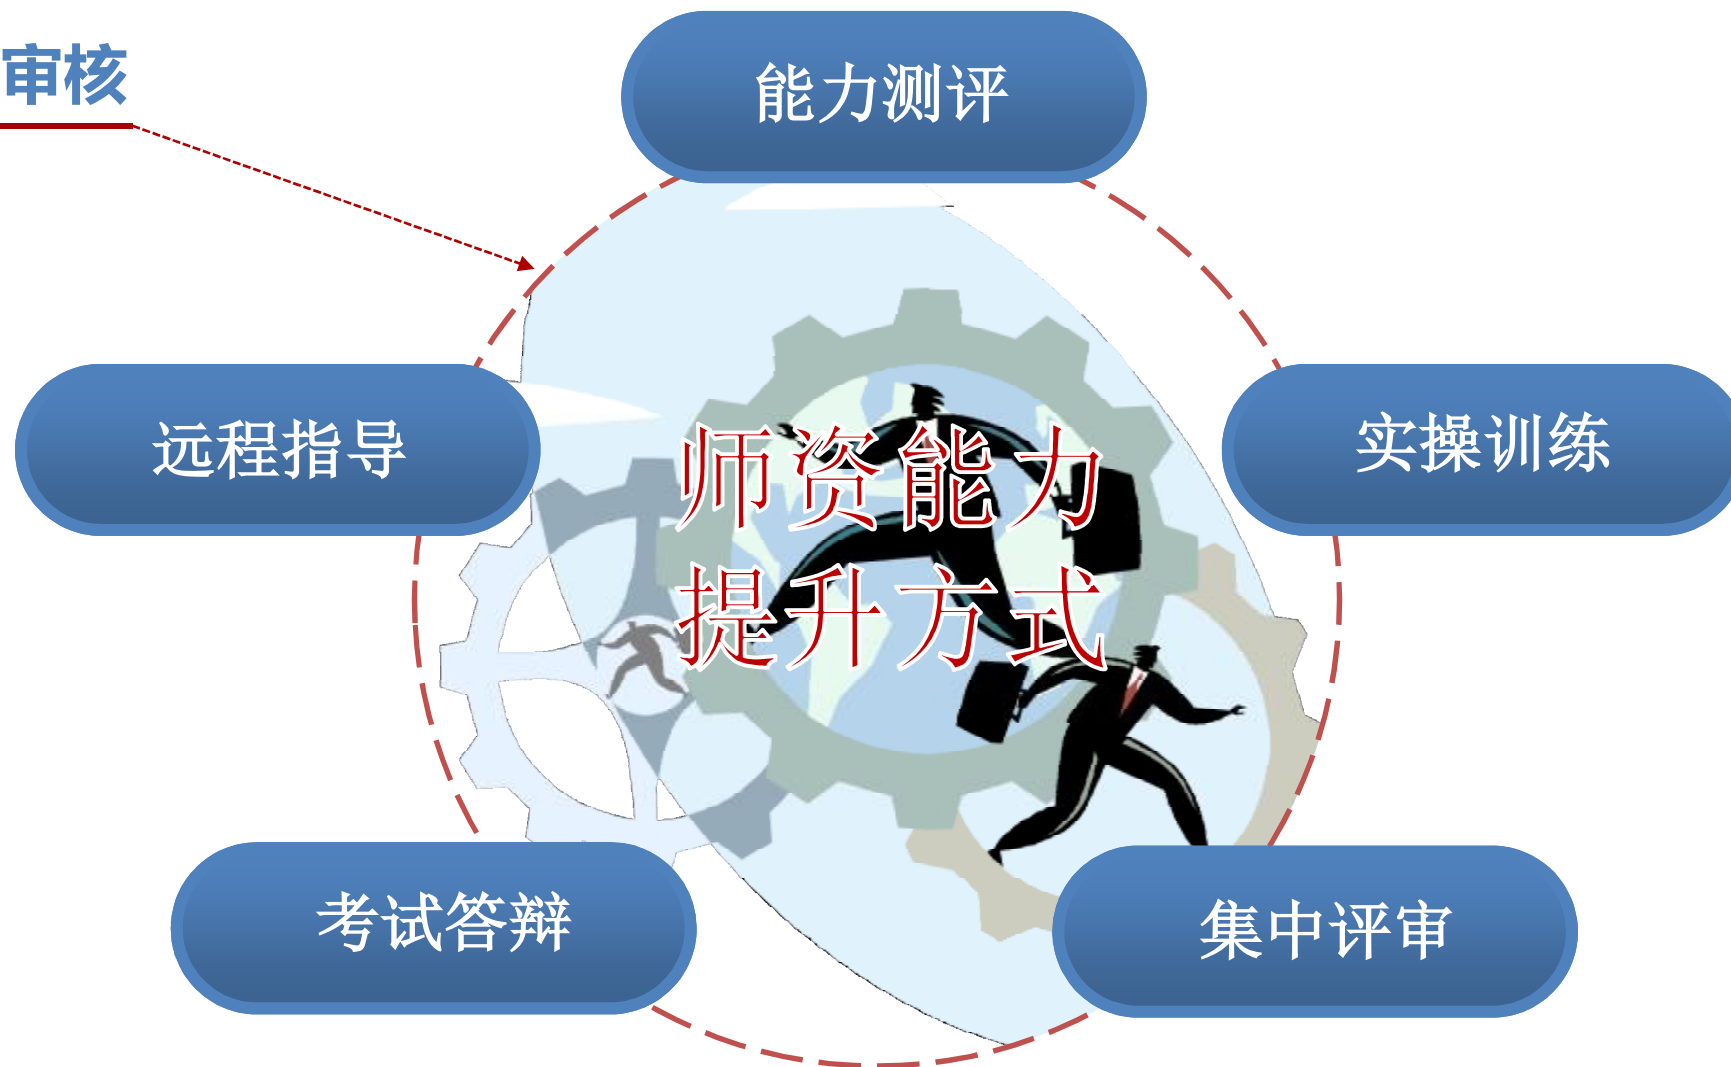 审核
能力测评
远程指导
实操训练
师资能力
提升方式
考试答辩
集中评审